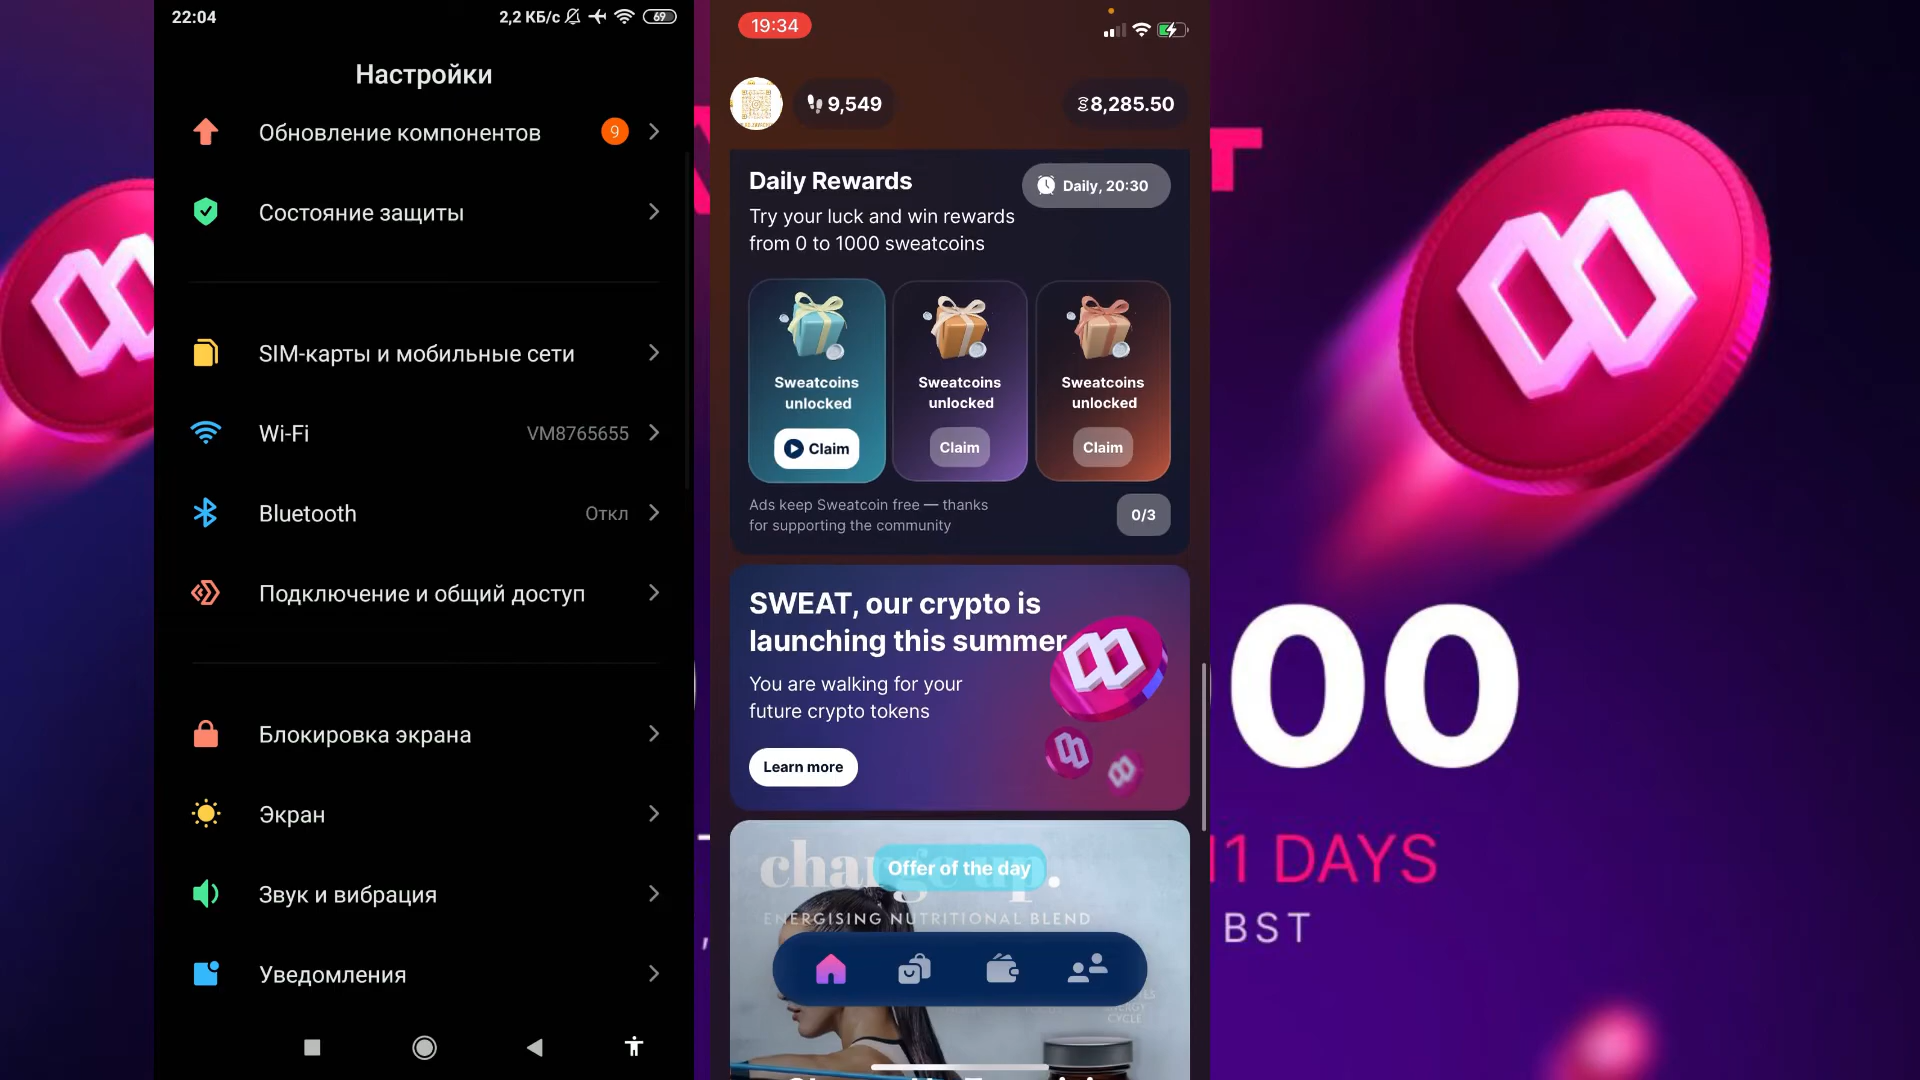 22:04
2,2 КБ/с
69
Настройки
Обновление компонентов
9
Состояние защиты
SIM-карты и мобильные сети
Wi-Fi
VM8765655
Bluetooth
Откл
Подключение и общий доступ
Блокировка экрана
Экран
Звук и вибрация
Уведомления
19:34
9,549
8,285.50
Daily Rewards
Daily, 20:30
Try your luck and win rewards
from 0 to 1000 sweatcoins
Sweatcoins
unlocked
Claim
Sweatcoins
unlocked
Claim
Sweatcoins
unlocked
Claim
Ads keep Sweatcoin free — thanks
for supporting the community
0/3
SWEAT, our crypto is
launching this summer
You are walking for your
future crypto tokens
Learn more
Offer of the day
ENERGISING NUTRITIONAL BLEND
ENERGY
CYCLE
T
00
11 DAYS
BST